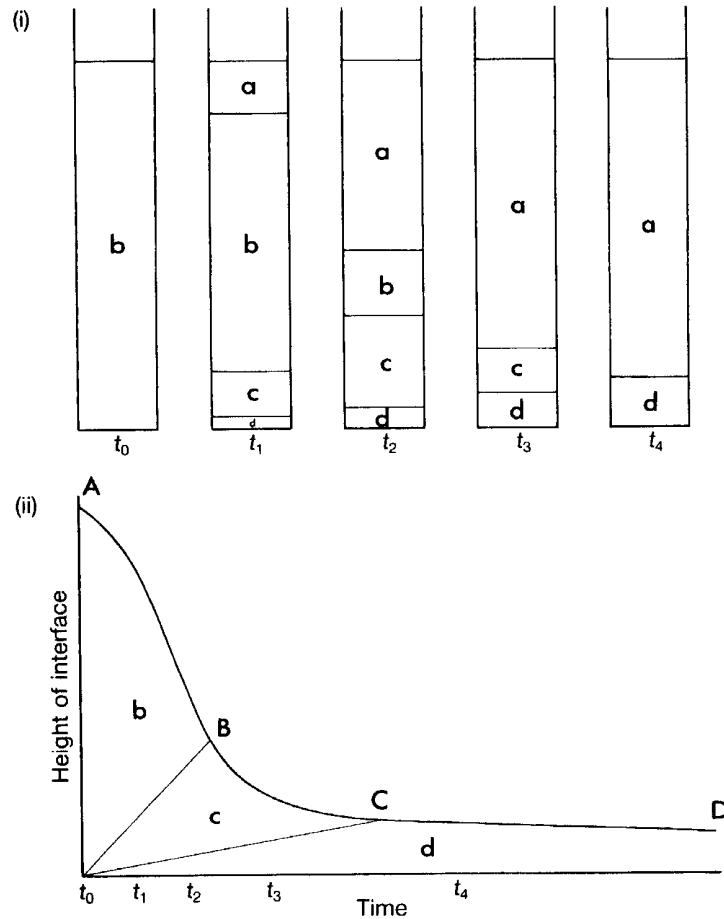 (i)
a
a
a
a
b
b
b
c
c
c
d
d
d
d
t0 t1 t2 t3 t4
(ii)
A
Height of interface
b
B
c
C
D
d
t0 t1 t2 t3 t4
Time